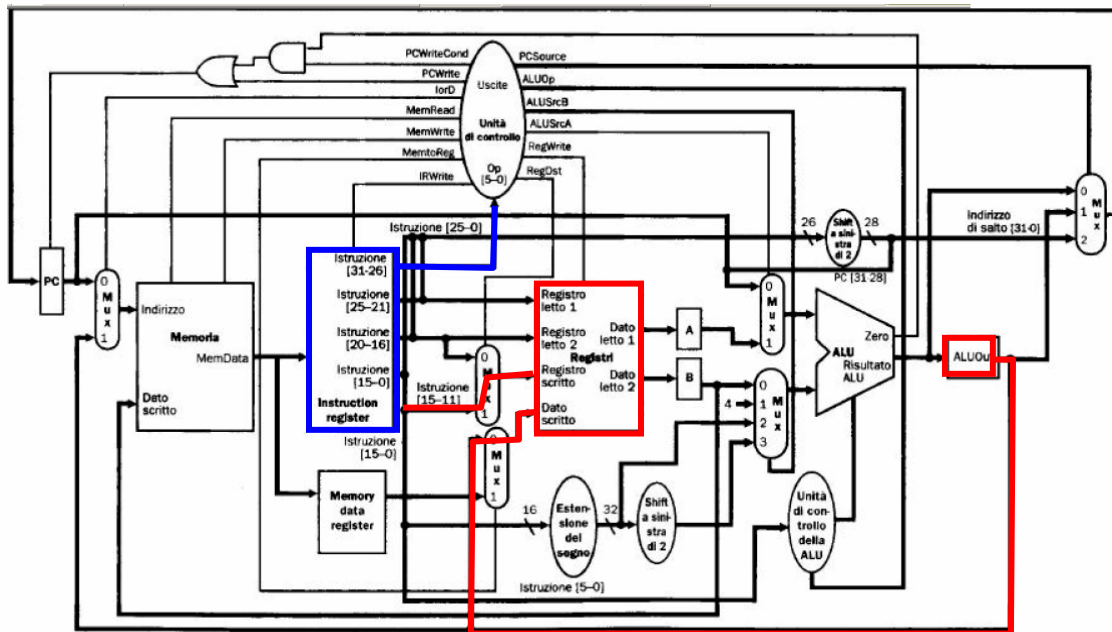 PCWriteCond
PCWrite
IorD
MemRead
MemWrite
MemtoReg
IRWrite
Uscite
Unità
di controllo
Op
[5–0]
PCSource
ALUOp
ALUSrcB
ALUSrcA
RegWrite
RegDst
Istruzione [25–0]
26
Shift
a sini-
stra di 2
28
Indirizzo
di salto [31-0]
PC [31-28]
0
1
2
M
u
x
PC
0
M
u
x
1
Indirizzo
Memoria
MemData
Dato
scritto
Istruzione
[31-26]
Istruzione
[25–21]
Istruzione
[20–16]
Istruzione
[15–0]
Instruction
register
Istruzione
[15–11]
Istruzione
[15–0]
0
M
u
x
1
0
M
u
x
1
Memory
data
register
Registro
letto 1
Registro
letto 2
Registro
scritto
Dato
scritto
Registri
Dato
letto 1
Dato
letto 2
A
B
0
M
u
x
1
4
0
1
2
3
M
u
x
Zero
ALU
Risultato
ALU
ALUOu
16
Esten-
sione
del
segno
32
Shift
a sini-
stra
di 2
Unità
di con-
trollo
della
ALU
Istruzione [5–0]